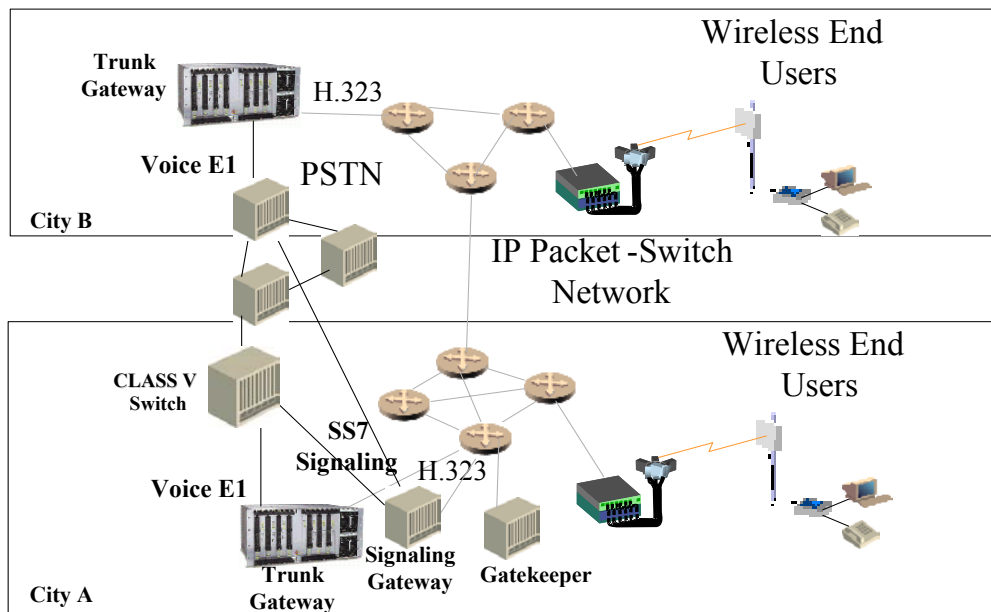 Wireless End
Users
Trunk
Gateway
H.323
Voice E1
PSTN
City B
IP Packet -Switch
Network
Wireless End
Users
CLASS V
Switch
SS7
Signaling
H.323
Voice E1
Signaling
Gateway
Gatekeeper
Trunk
Gateway
City A